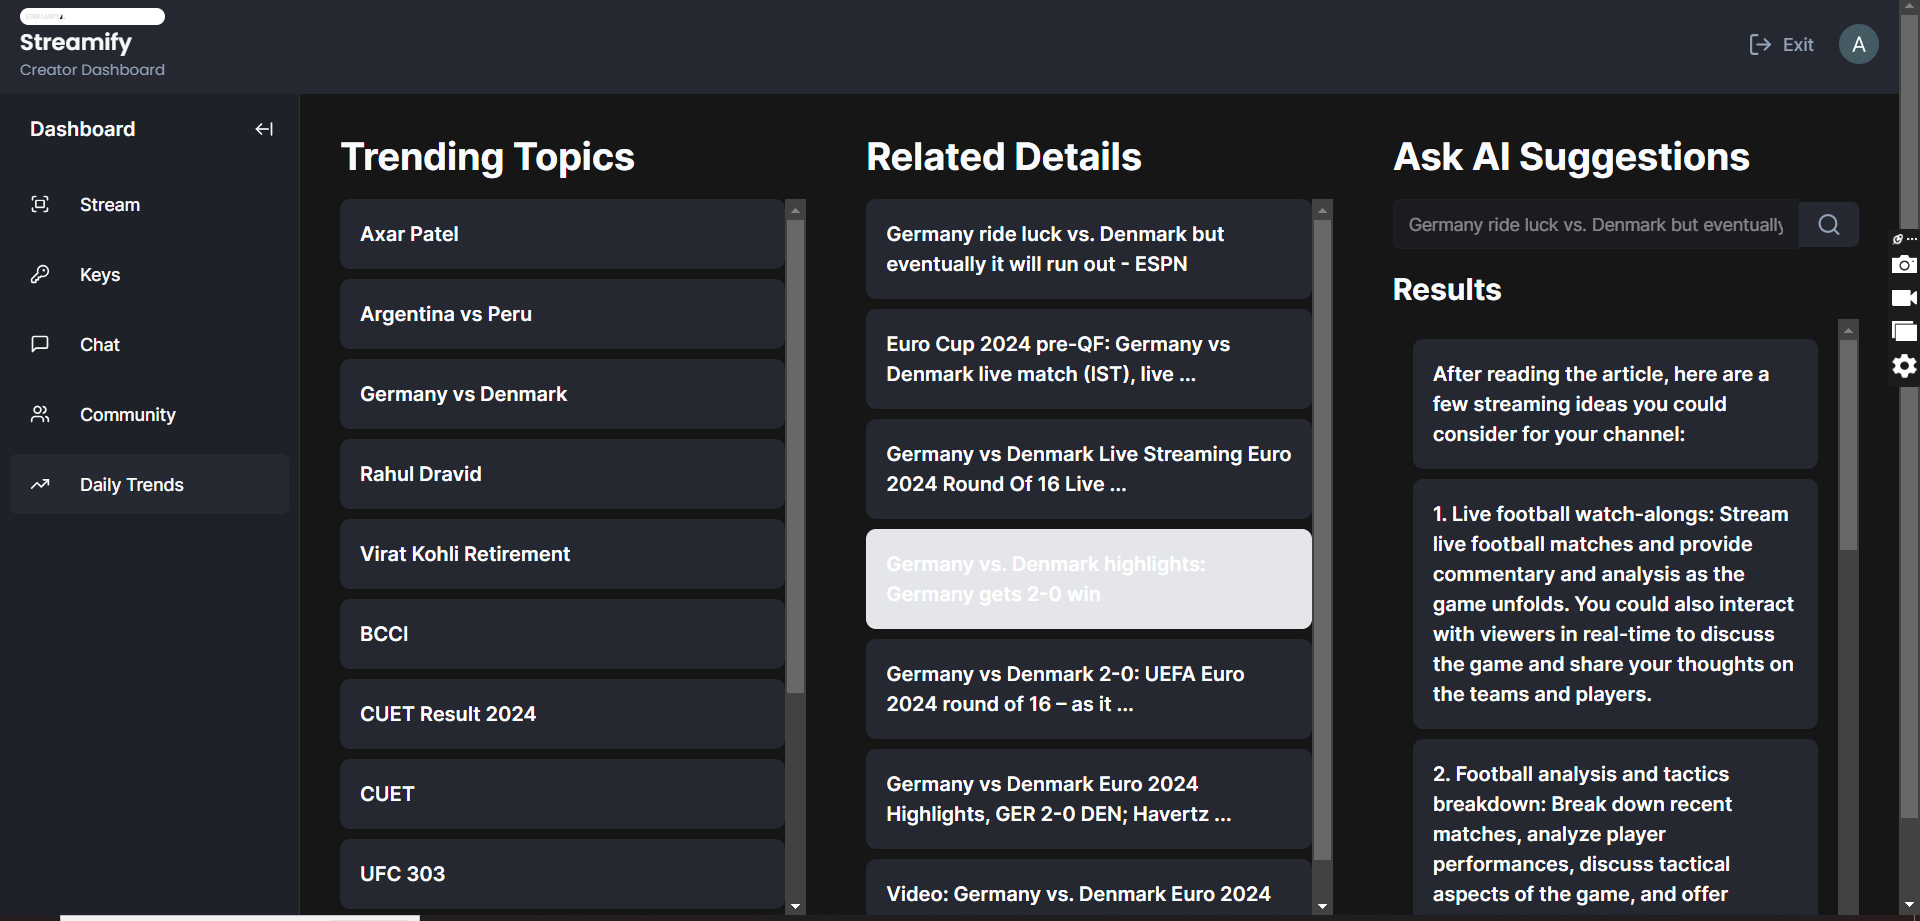 Streamify
Creator Dashboard
Exit
A
Dashboard
Stream
Keys
Chat
Community
Daily Trends
Trending Topics
Axar Patel
Argentina vs Peru
Germany vs Denmark
Rahul Dravid
Virat Kohli Retirement
BCCI
CUET Result 2024
CUET
UFC 303
Related Details
Germany ride luck vs. Denmark but
eventually it will run out - ESPN
Euro Cup 2024 pre-QF: Germany vs
Denmark live match (IST), live ...
Germany vs Denmark Live Streaming Euro
2024 Round Of 16 Live ...
Germany vs. Denmark highlights:
Germany gets 2-0 win
Germany vs Denmark 2-0: UEFA Euro
2024 round of 16 – as it ...
Germany vs Denmark Euro 2024
Highlights, GER 2-0 DEN; Havertz ...
Video: Germany vs. Denmark Euro 2024
Ask AI Suggestions
Germany ride luck vs. Denmark but eventually
Results
After reading the article, here are a
few streaming ideas you could
consider for your channel:
1. Live football watch-alongs: Stream
live football matches and provide
commentary and analysis as the
game unfolds. You could also interact
with viewers in real-time to discuss
the game and share your thoughts on
the teams and players.
2. Football analysis and tactics
breakdown: Break down recent
matches, analyze player
performances, discuss tactical
aspects of the game, and offer